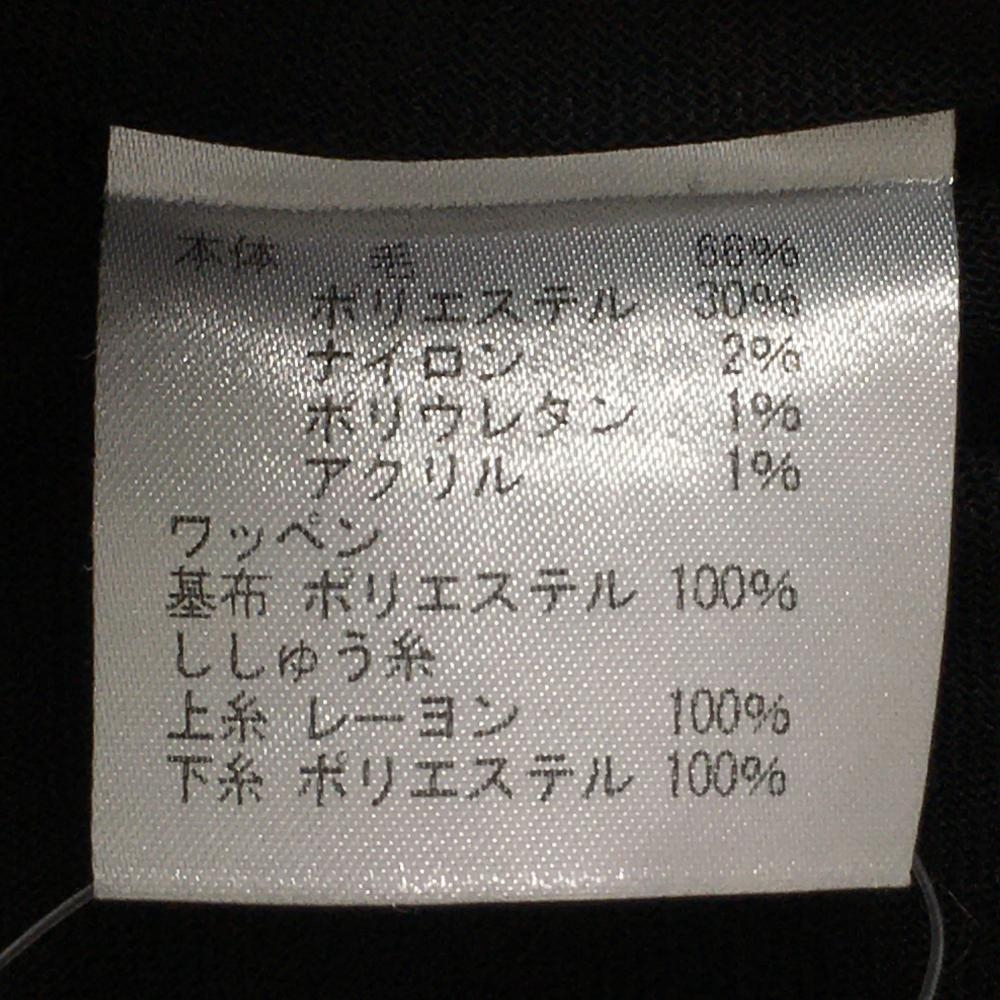 本体 毛 66%
ポリエステル 30%
ナイロン 2%
ポリウレタン 1%
アクリル 1%
ワッペン
基布 ポリエステル 100%
ししゅう糸
上糸 レーヨン 100%
下糸 ポリエステル 100%